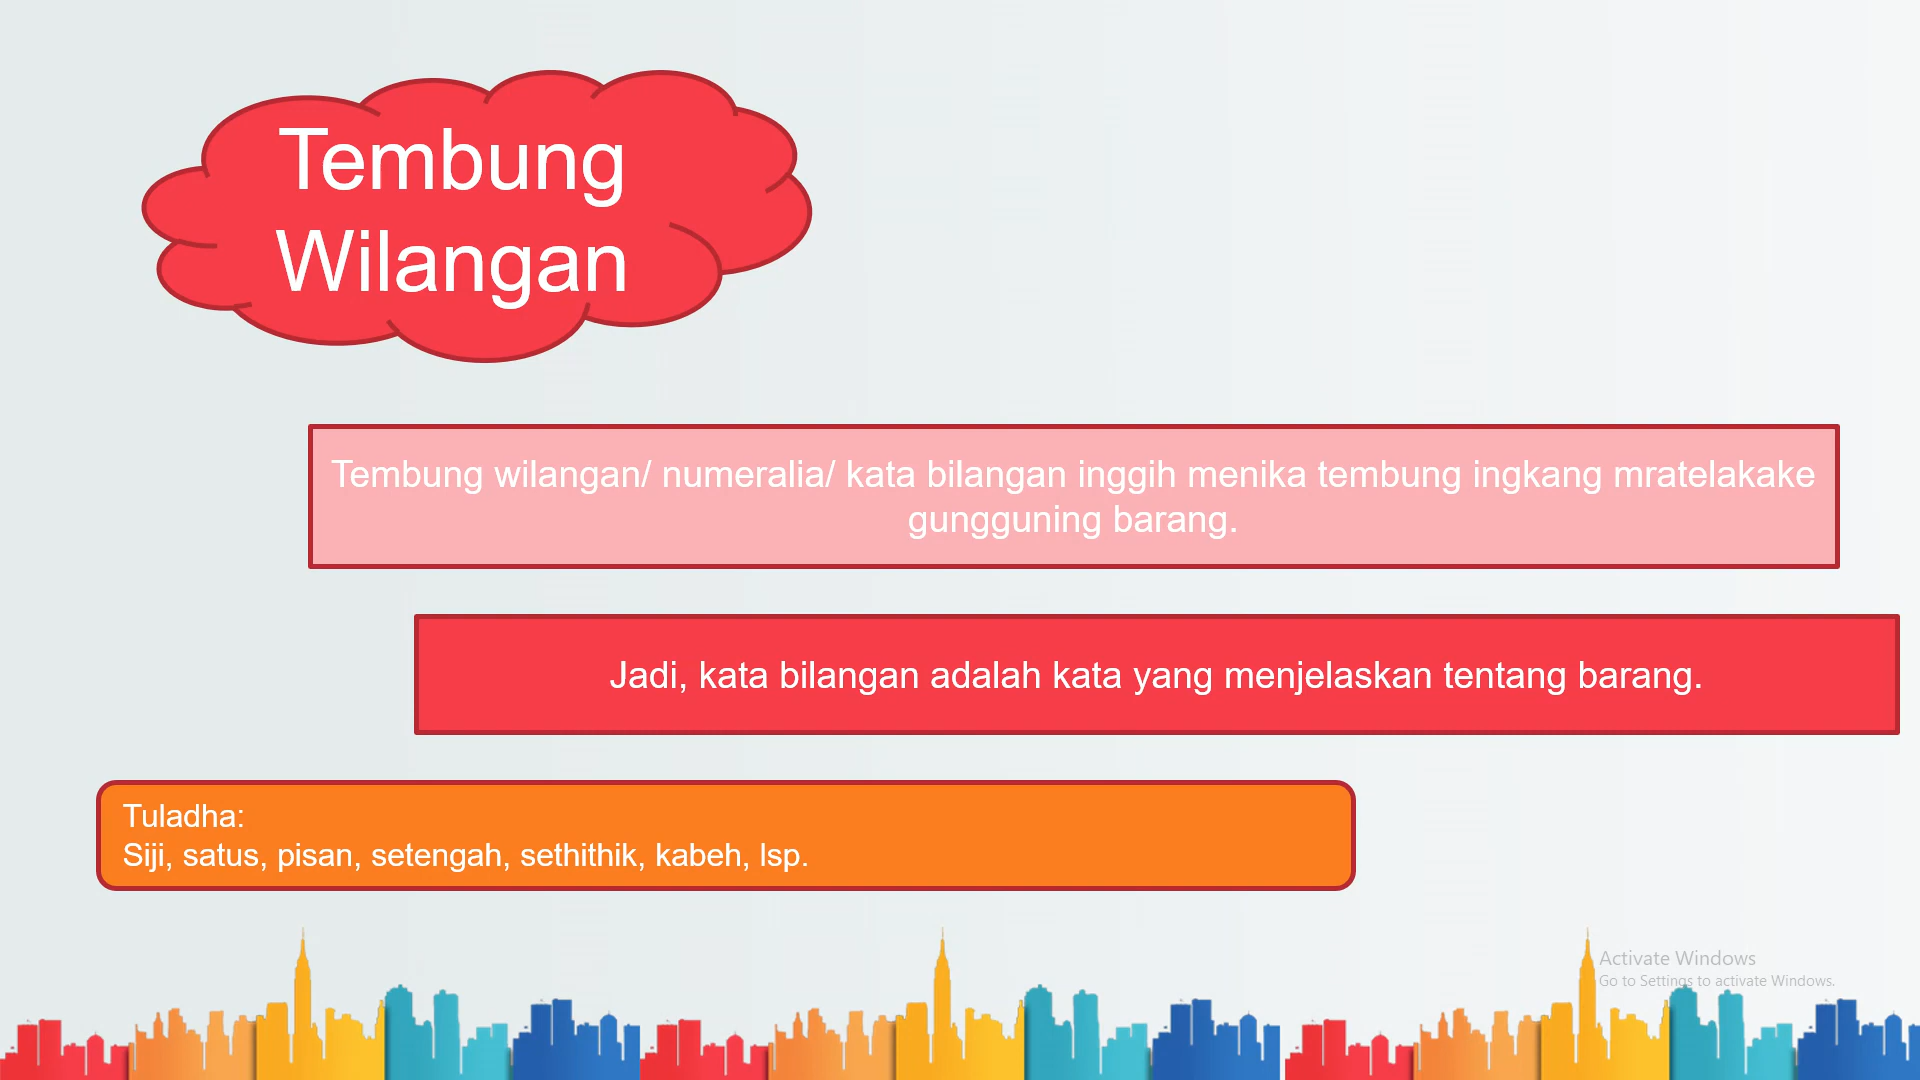 Tembung
Wilangan
Tembung wilangan/ numeralia/ kata bilangan inggih menika tembung ingkang mratelakake
gungguning barang.
Jadi, kata bilangan adalah kata yang menjelaskan tentang barang.
Tuladha:
Siji, satus, pisan, setengah, sethithik, kabeh, lsp.
Activate Windows
Go to Settings to activate Windows.